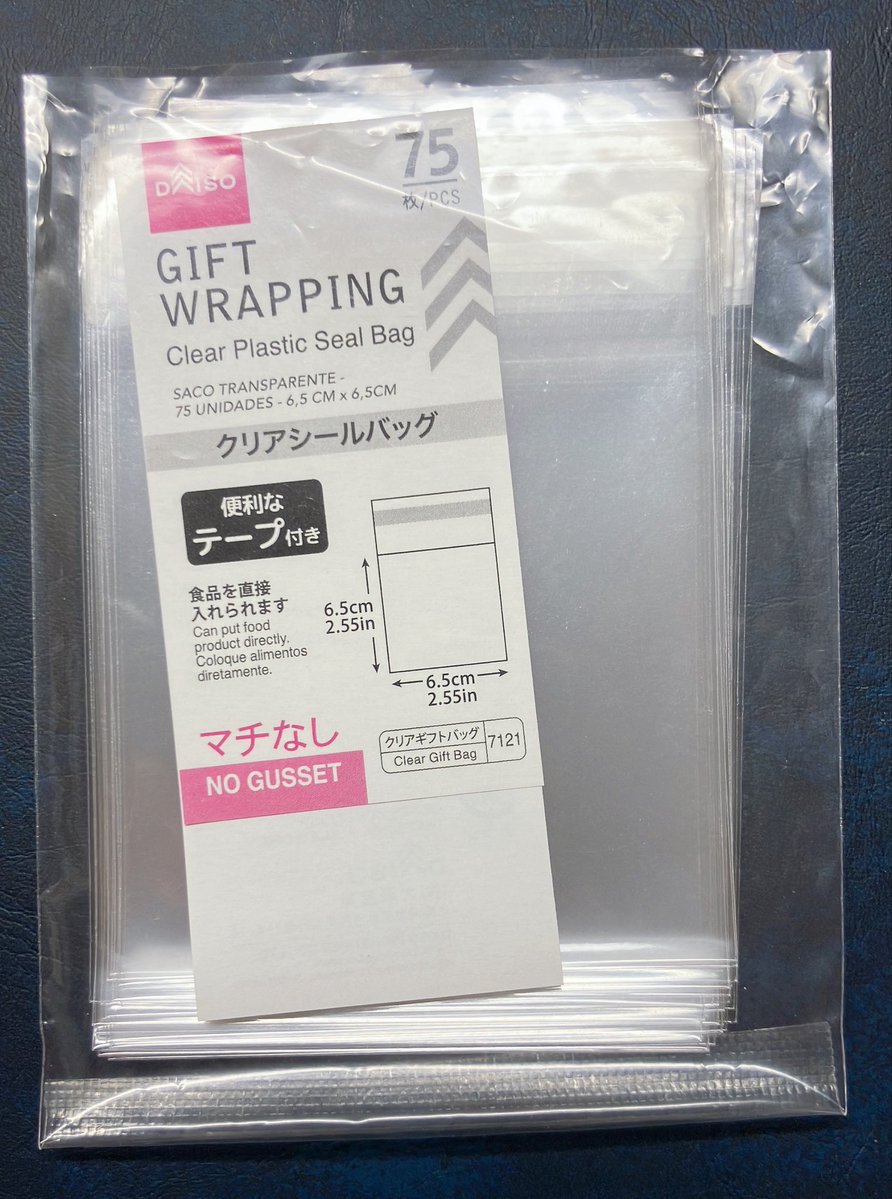 DAISO
75
枚/PCS
GIFT
WRAPPING
Clear Plastic Seal Bag
SACO TRANSPARENTE -
75 UNIDADES - 6,5 CM x 6,5CM
クリアシールバッグ
便利な
テープ付き
食品を直接
入れられます
Can put food
product directly.
Coloque alimentos
diretamente.
6.5cm
2.55in
6.5cm
2.55in
マチなし
NO GUSSET
クリアギフトバッグ
Clear Gift Bag
7121